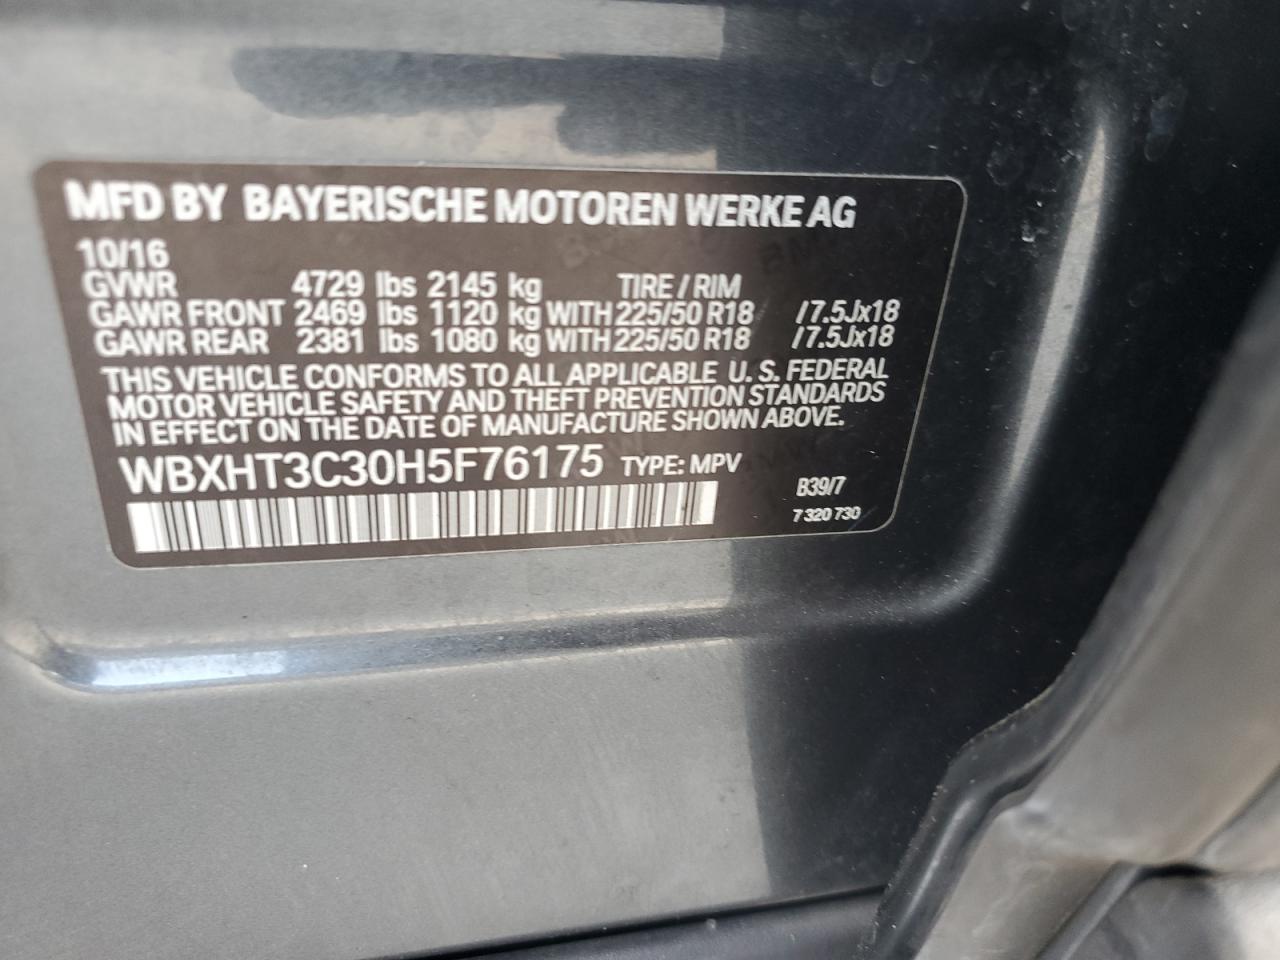 MFD BY BAYERISCHE MOTOREN WERKE AG
10/16
GVWR 4729 lbs 2145 kg TIRE / RIM
GAWR FRONT 2469 lbs 1120 kg WITH 225/50 R18 /7.5Jx18
GAWR REAR 2381 lbs 1080 kg WITH 225/50 R18 /7.5Jx18
THIS VEHICLE CONFORMS TO ALL APPLICABLE U. S. FEDERAL
MOTOR VEHICLE SAFETY AND THEFT PREVENTION STANDARDS
IN EFFECT ON THE DATE OF MANUFACTURE SHOWN ABOVE.
WBXHT3C30H5F76175 TYPE: MPV
B39/7
7 320 730